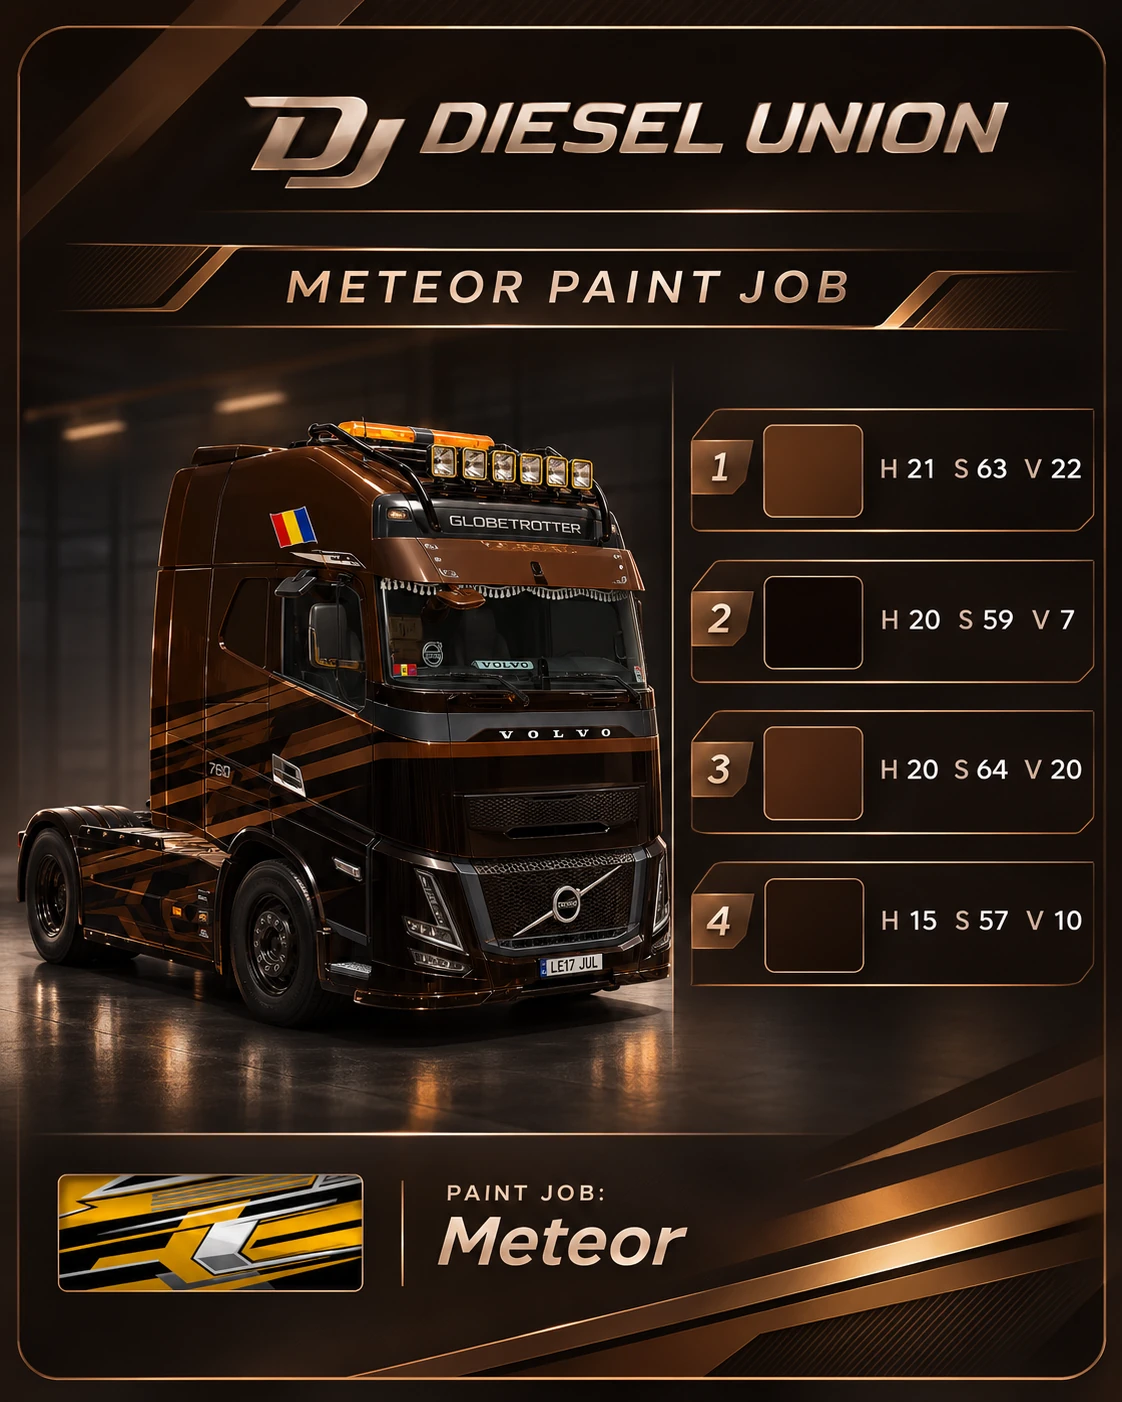 DJ DIESEL UNION
METEOR PAINT JOB
GLOBETROTTER
VOLVO
VOLVO
760
LE17 JUL
1 H 21 S 63 V 22
2 H 20 S 59 V 7
3 H 20 S 64 V 20
4 H 15 S 57 V 10
PAINT JOB:
Meteor